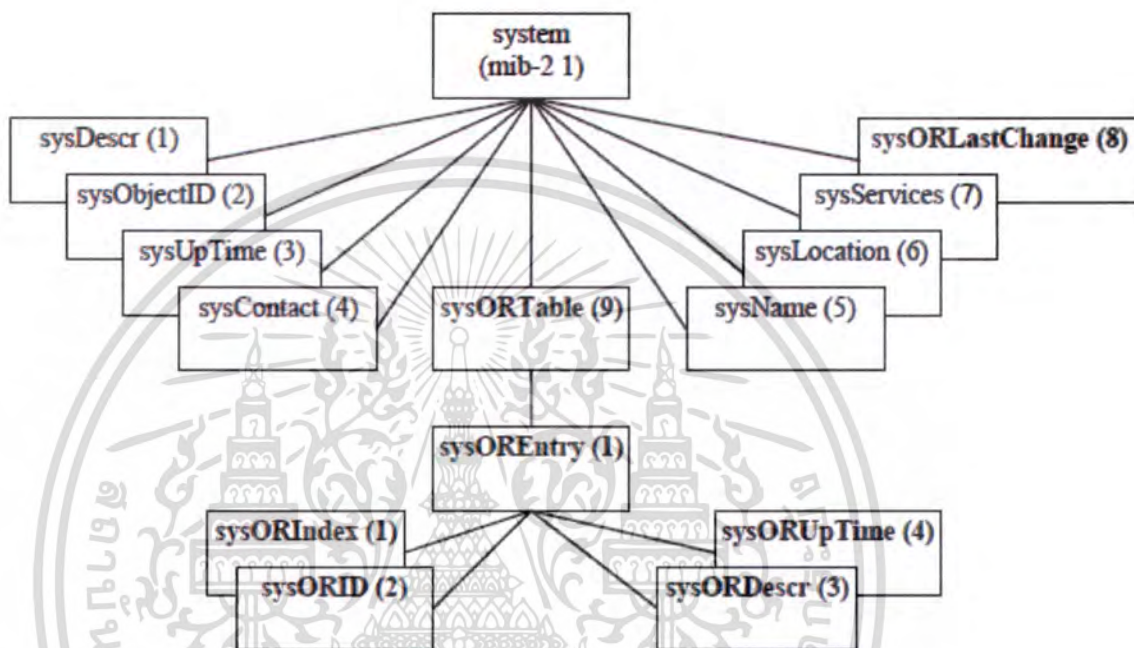 system
(mib-2 1)
sysDescr (1)
sysObjectID (2)
sysUpTime (3)
sysContact (4)
sysORTable (9)
sysName (5)
sysLocation (6)
sysServices (7)
sysORLastChange (8)
sysOREntry (1)
sysORIndex (1)
sysORID (2)
sysORDescr (3)
sysORUpTime (4)